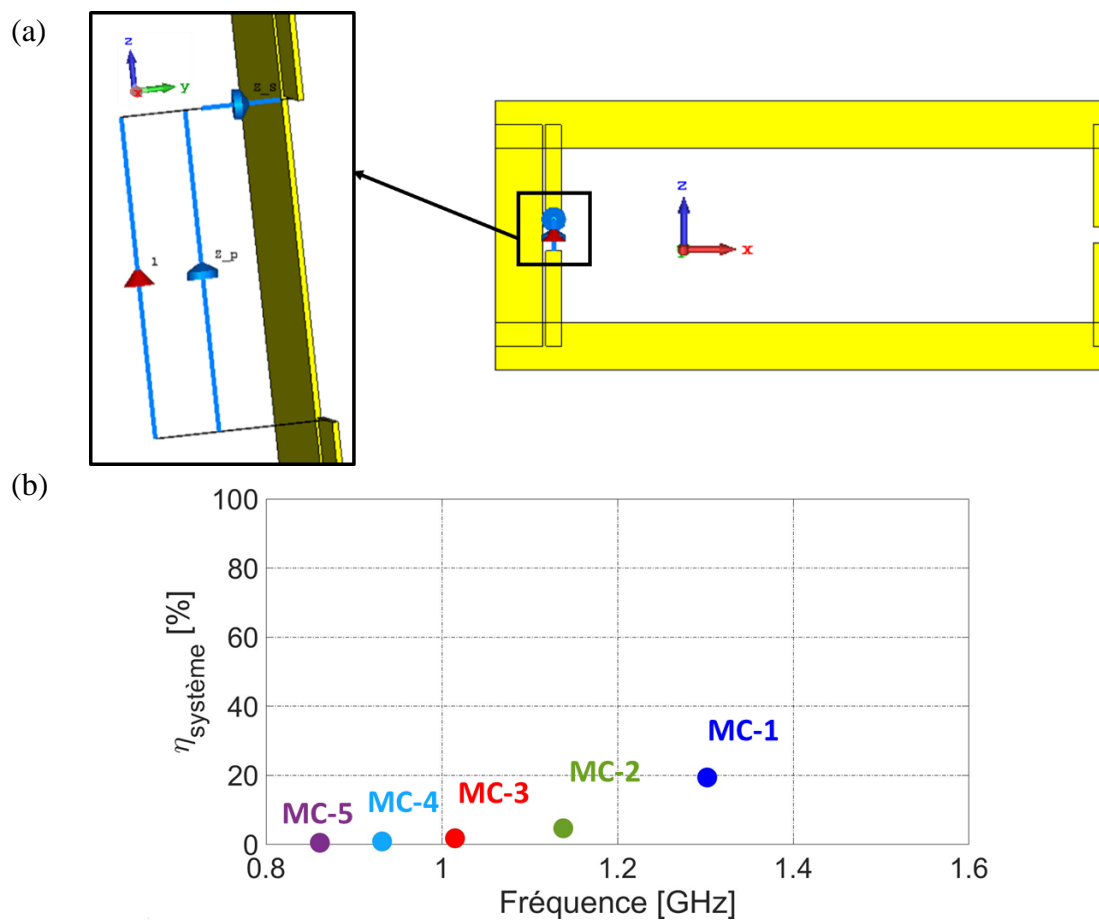 (a)
z
y
x
z_s
1
z_p
z
x
y
(b)
100
80
60
40
20
0
η système [%]
MC-1
MC-2
MC-3
MC-4
MC-5
0.8 1 1.2 1.4 1.6
Fréquence [GHz]